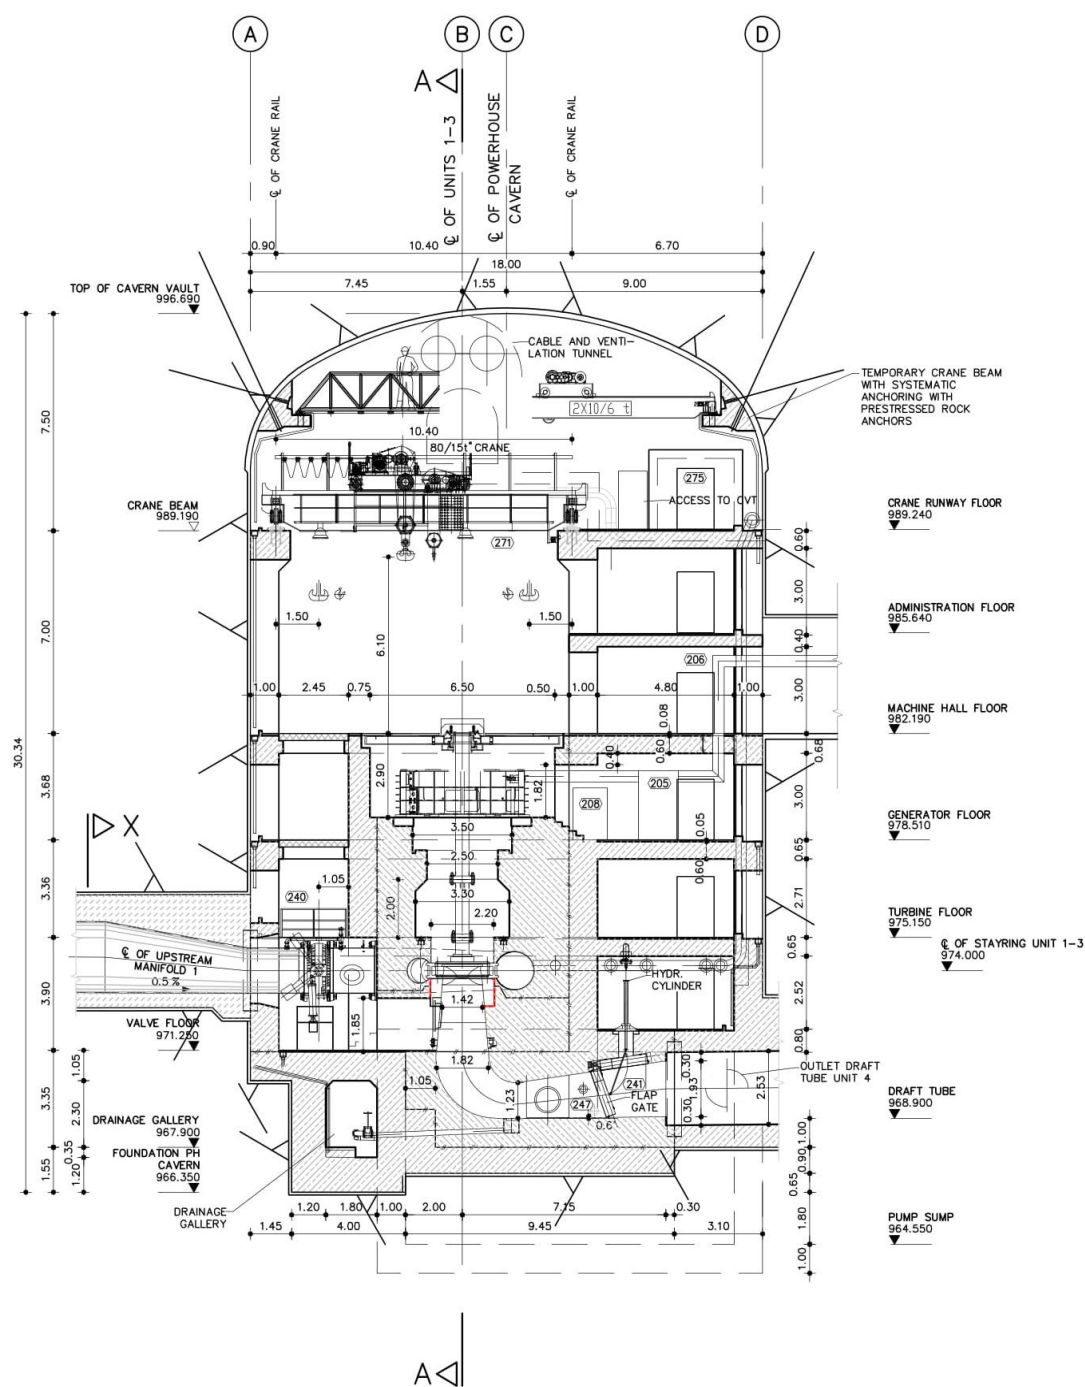 A
B
C
D
A
℄ OF CRANE RAIL
℄ OF UNITS 1-3
℄ OF POWERHOUSE
CAVERN
℄ OF CRANE RAIL
0.90
10.40
6.70
18.00
7.45
1.55
9.00
TOP OF CAVERN VAULT
996.690
CABLE AND VENTI-
LATION TUNNEL
TEMPORARY CRANE BEAM
WITH SYSTEMATIC
ANCHORING WITH
PRESTRESSED ROCK
ANCHORS
2X10/6 t
7.50
10.40
80/15t CRANE
275
ACCESS TO CVT
CRANE BEAM
989.190
CRANE RUNWAY FLOOR
989.240
271
0.60
3.00
1.50
1.50
ADMINISTRATION FLOOR
985.640
7.00
6.10
0.40
206
3.00
1.00
2.45
0.75
6.50
0.50
1.00
4.80
1.00
MACHINE HALL FLOOR
982.190
0.08
0.60
0.40
0.68
30.34
3.68
2.90
1.82
205
208
3.00
GENERATOR FLOOR
978.510
3.50
0.05
0.65
X
2.50
0.60
3.36
1.05
240
3.30
2.00
2.20
2.71
TURBINE FLOOR
975.150
0.65
℄ OF STAYRING UNIT 1-3
974.000
℄ OF UPSTREAM
MANIFOLD 1
0.5%
HYDR.
CYLINDER
3.90
1.42
2.52
1.85
VALVE FLOOR
971.250
0.80
1.82
OUTLET DRAFT
TUBE UNIT 4
1.05
1.05
1.23
241
247
FLAP
GATE
0.6
0.30
1.93
0.30
2.53
3.35
2.30
DRAFT TUBE
968.900
DRAINAGE GALLERY
967.900
1.00
0.35
FOUNDATION PH
CAVERN
966.350
0.90
1.55
1.20
0.65
DRAINAGE
GALLERY
1.20
1.80
1.00
2.00
7.15
0.30
1.45
4.00
9.45
3.10
1.80
PUMP SUMP
964.550
1.00
A